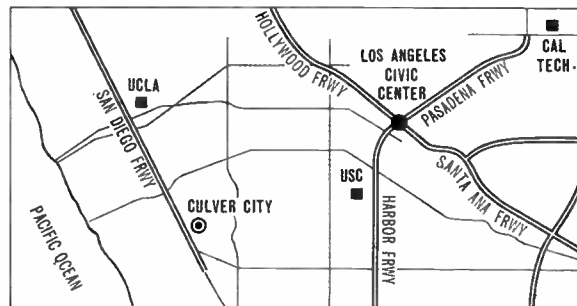 HOLLYWOOD FRWY
CAL
TECH-
LOS ANGELES
CIVIC
CENTER
PASADENA FRWY
UCLA
SAN DIEGO FRWY
SANTA ANA FRWY
USC
CULVER CITY
HARBOR FRWY
PACIFIC OCEAN